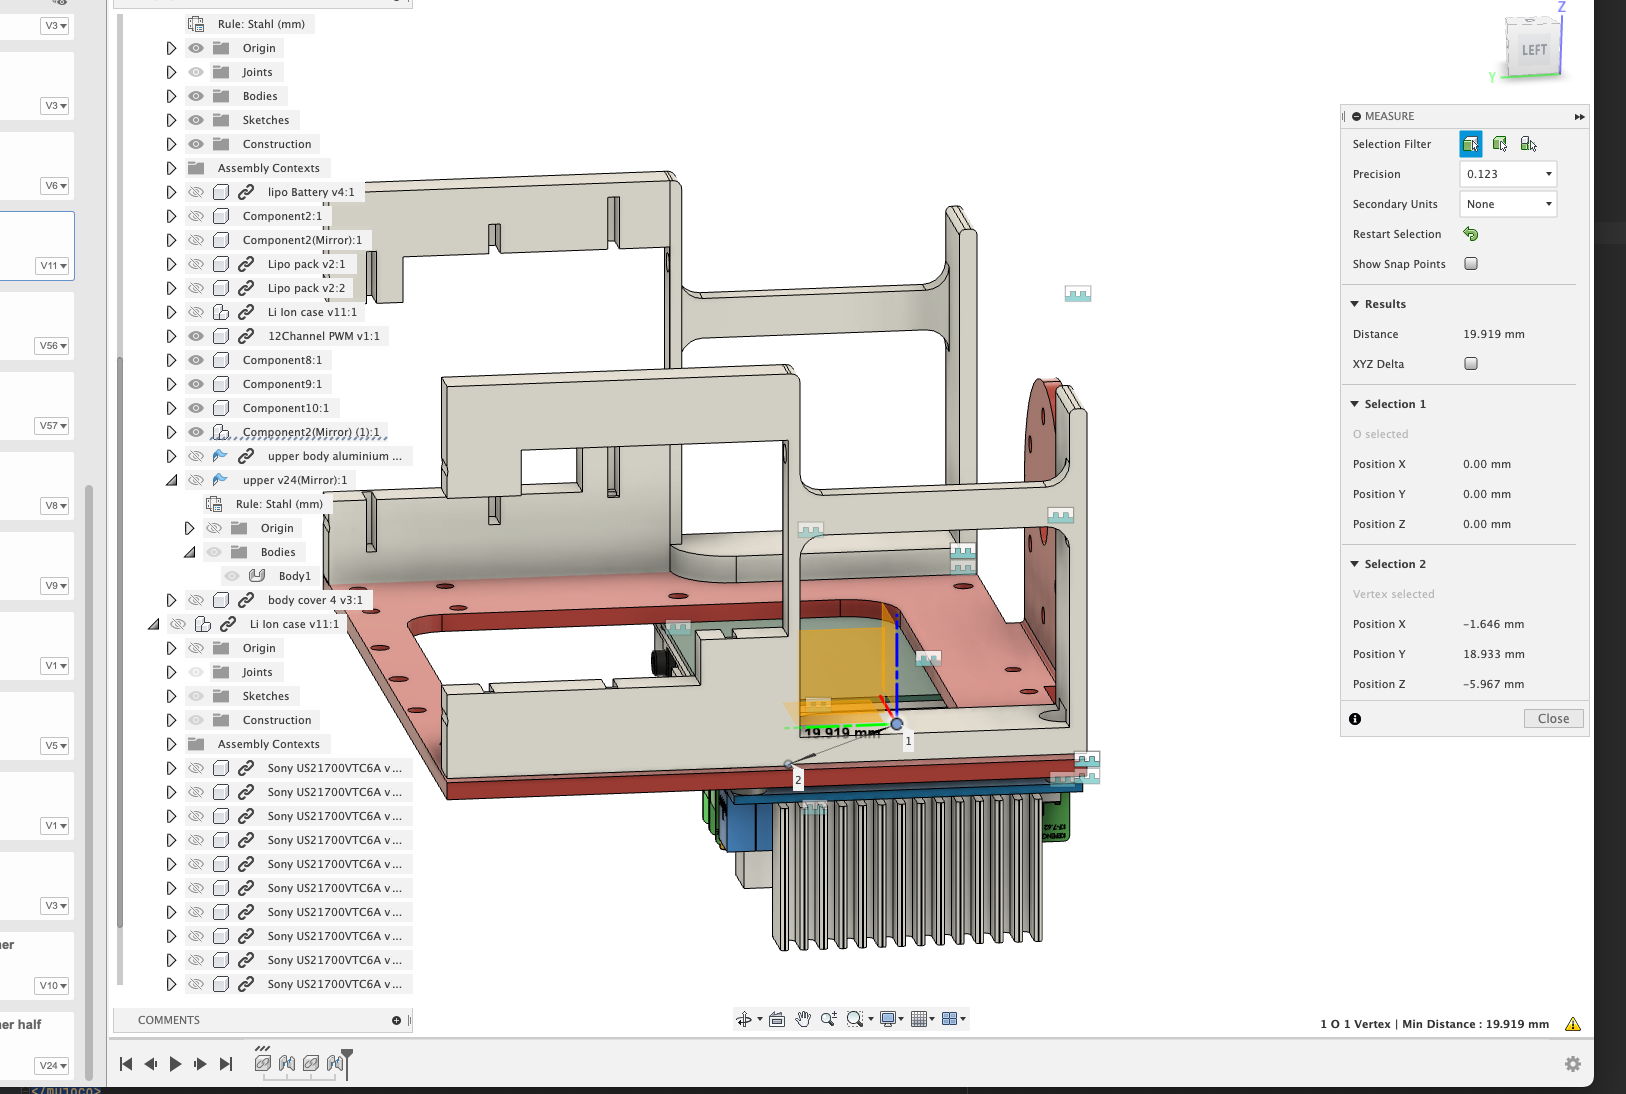 V3
V3
V6
V11
V56
V57
V8
V9
V1
V5
V1
V3
ner
V10
ner half
V24
Rule: Stahl (mm)
Origin
Joints
Bodies
Sketches
Construction
Assembly Contexts
lipo Battery v4:1
Component2:1
Component2(Mirror):1
Lipo pack v2:1
Lipo pack v2:2
Li Ion case v11:1
12Channel PWM v1:1
Component8:1
Component9:1
Component10:1
Component2(Mirror) (1):1
upper body aluminium ...
upper v24(Mirror):1
Rule: Stahl (mm)
Origin
Bodies
Body1
body cover 4 v3:1
Li Ion case v11:1
Origin
Joints
Sketches
Construction
Assembly Contexts
Sony US21700VTC6A v...
Sony US21700VTC6A v...
Sony US21700VTC6A v...
Sony US21700VTC6A v...
Sony US21700VTC6A v...
Sony US21700VTC6A v...
Sony US21700VTC6A v...
Sony US21700VTC6A v...
Sony US21700VTC6A v...
Sony US21700VTC6A v...
COMMENTS
19.919 mm
1
2
Z
LEFT
Y
MEASURE
Selection Filter
Precision 0.123
Secondary Units None
Restart Selection
Show Snap Points
Results
Distance 19.919 mm
XYZ Delta
Selection 1
O selected
Position X 0.00 mm
Position Y 0.00 mm
Position Z 0.00 mm
Selection 2
Vertex selected
Position X -1.646 mm
Position Y 18.933 mm
Position Z -5.967 mm
Close
1 O 1 Vertex | Min Distance : 19.919 mm